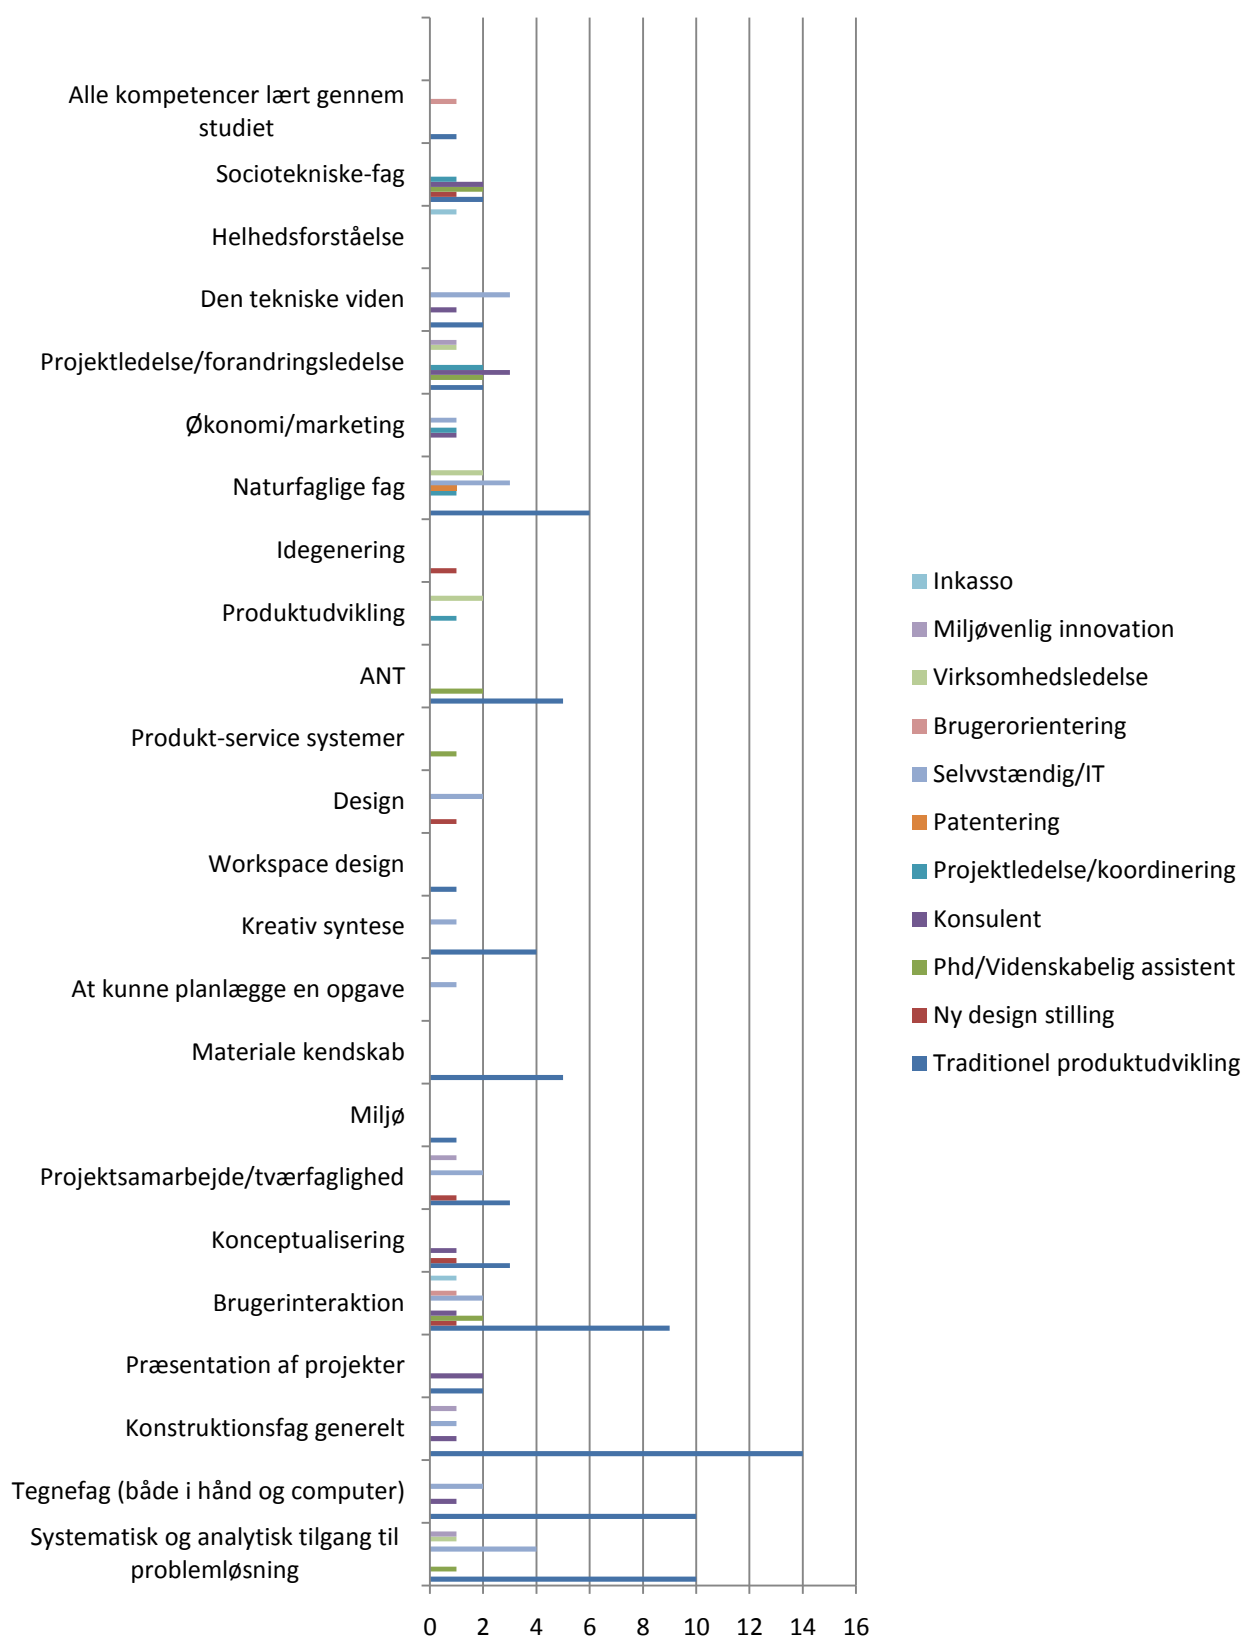 Alle kompetencer lært gennem
studiet
Sociotekniske-fag
Helhedsforståelse
Den tekniske viden
Projektledelse/forandringsledelse
Økonomi/marketing
Naturfaglige fag
Idegenering
Produktudvikling
ANT
Produkt-service systemer
Design
Workspace design
Kreativ syntese
At kunne planlægge en opgave
Materiale kendskab
Miljø
Projektsamarbejde/tværfaglighed
Konceptualisering
Brugerinteraktion
Præsentation af projekter
Konstruktionsfag generelt
Tegnefag (både i hånd og computer)
Systematisk og analytisk tilgang til
problemløsning
0 2 4 6 8 10 12 14 16
Inkasso
Miljøvenlig innovation
Virksomhedsledelse
Brugerorientering
Selvvstændig/IT
Patentering
Projektledelse/koordinering
Konsulent
Phd/Videnskabelig assistent
Ny design stilling
Traditionel produktudvikling